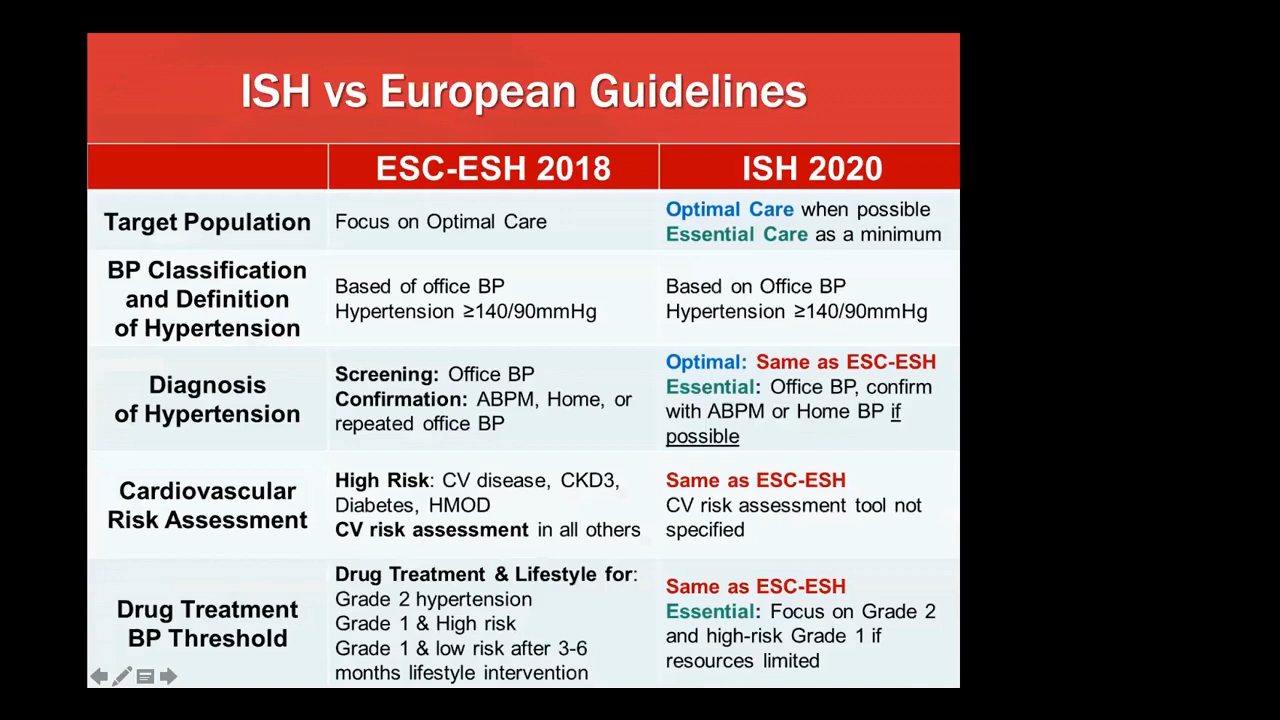 ISH vs European Guidelines
ESC-ESH 2018
ISH 2020
Target Population
Focus on Optimal Care
Optimal Care when possible
Essential Care as a minimum
BP Classification
and Definition
of Hypertension
Based of office BP
Hypertension ≥140/90mmHg
Based on Office BP
Hypertension ≥140/90mmHg
Diagnosis
of Hypertension
Screening: Office BP
Confirmation: ABPM, Home, or
repeated office BP
Optimal: Same as ESC-ESH
Essential: Office BP, confirm
with ABPM or Home BP if
possible
Cardiovascular
Risk Assessment
High Risk: CV disease, CKD3,
Diabetes, HMOD
CV risk assessment in all others
Same as ESC-ESH
CV risk assessment tool not
specified
Drug Treatment
BP Threshold
Drug Treatment & Lifestyle for:
Grade 2 hypertension
Grade 1 & High risk
Grade 1 & low risk after 3-6
months lifestyle intervention
Same as ESC-ESH
Essential: Focus on Grade 2
and high-risk Grade 1 if
resources limited